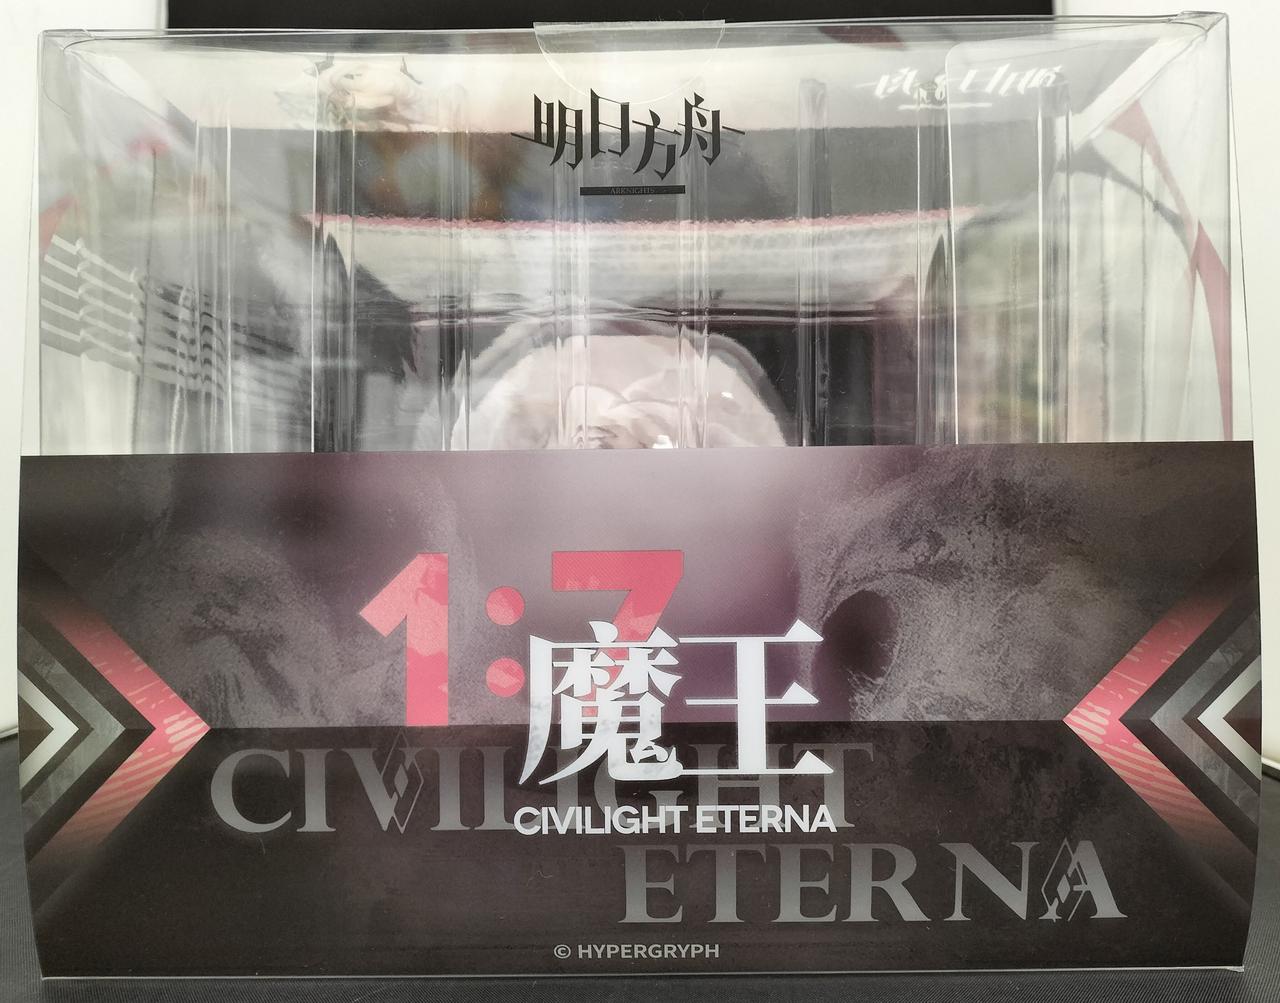 明日方舟
ARKNIGHTS
1:7
魔王
CIVILIGHT
CIVILIGHT ETERNA
ETERNA
© HYPERGRYPH